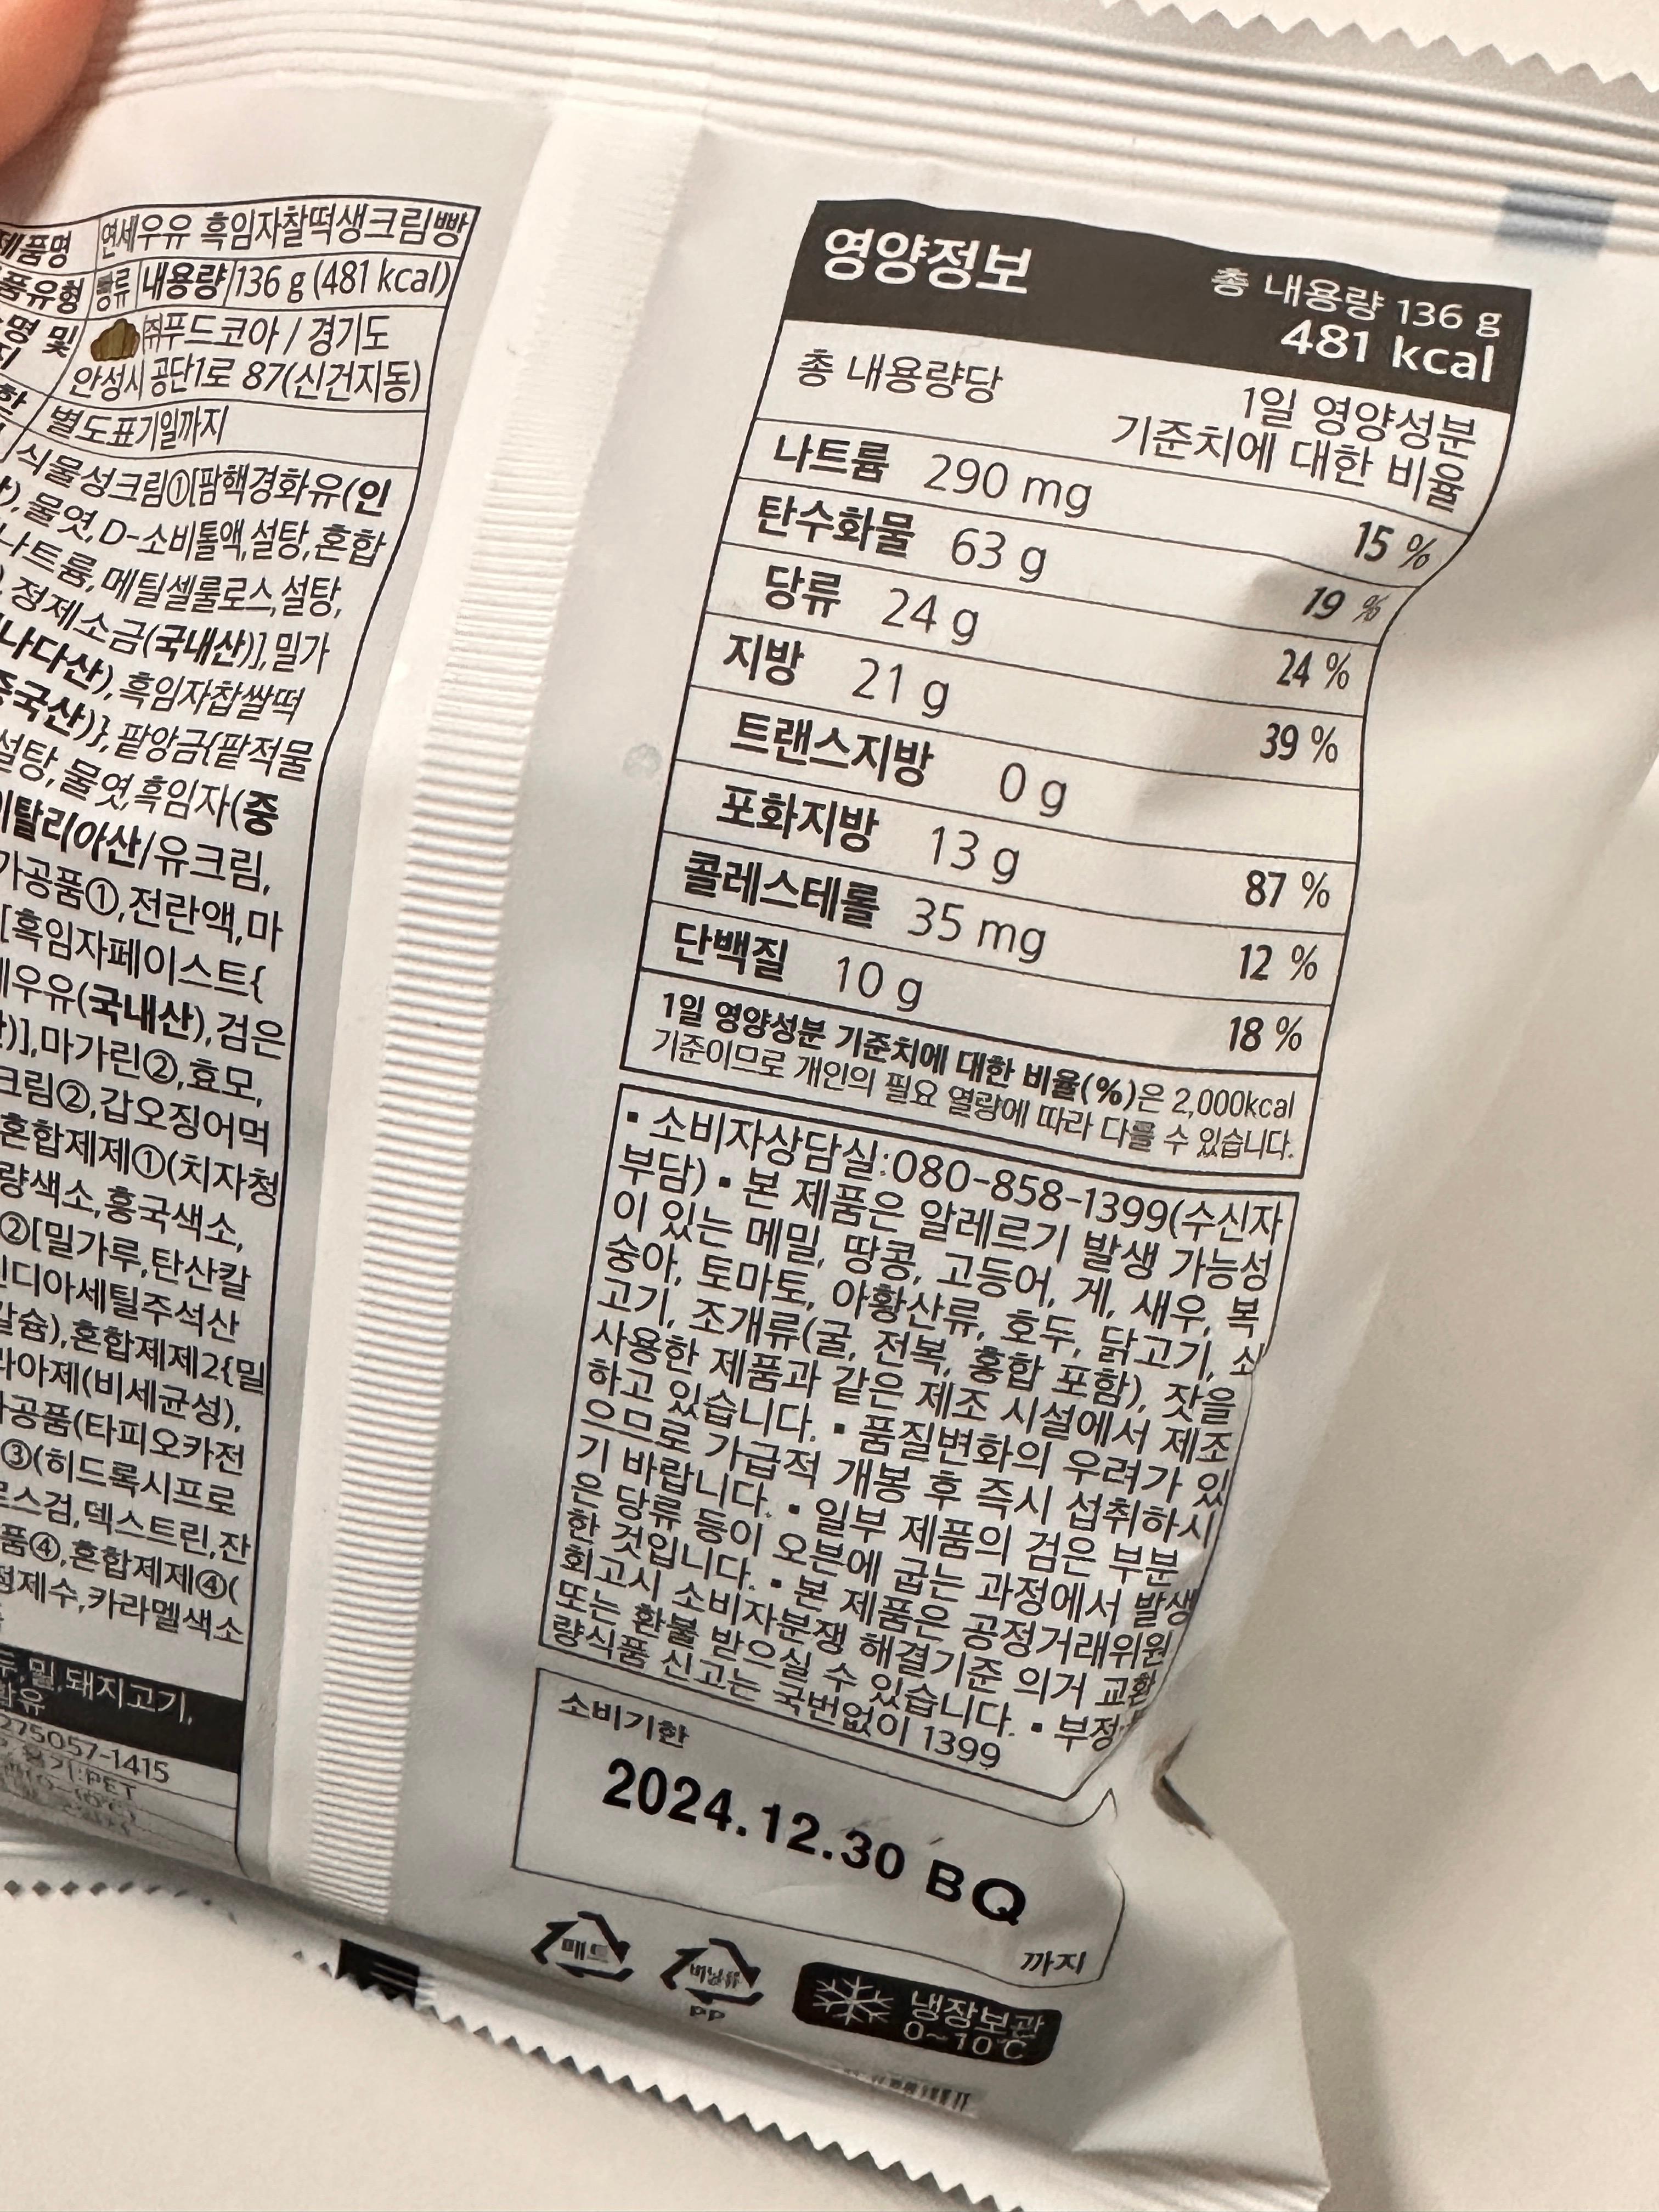 제품명 연세우유 흑임자찰떡생크림빵
품유형 빵류 내용량 136 g (481 kcal)
명 및 ㈜푸드코아 / 경기도
지 안성시 공단1로 87(신건지동)
한 별도표기일까지
식물성크림①[팜핵경화유(인
물엿, D-소비톨액, 설탕, 혼합
나트륨, 메틸셀룰로스, 설탕,
정제소금(국내산)], 밀가
나다산), 흑임자찹쌀떡
중국산)}, 팥앙금{팥적물
설탕, 물엿, 흑임자(중
이탈리아산/유크림,
가공품①, 전란액, 마
[흑임자페이스트{
세우유(국내산), 검은
)], 마가린②, 효모,
크림②, 갑오징어먹
혼합제제①(치자청
량색소, 홍국색소,
②[밀가루, 탄산칼
디아세틸주석산
칼슘), 혼합제제2{밀
라아제(비세균성),
가공품(타피오카전
③(히드록시프로
로스검, 덱스트린, 잔
품④, 혼합제제④(
정제수, 카라멜색소
두, 밀, 돼지고기,
함유
275057-1415
용기:PET
영양정보
총 내용량 136 g
481 kcal
총 내용량당
1일 영양성분
기준치에 대한 비율
나트륨 290 mg 15 %
탄수화물 63 g 19 %
당류 24 g 24 %
지방 21 g 39 %
트랜스지방 0 g
포화지방 13 g 87 %
콜레스테롤 35 mg 12 %
단백질 10 g 18 %
1일 영양성분 기준치에 대한 비율(%)은 2,000kcal
기준이므로 개인의 필요 열량에 따라 다를 수 있습니다.
▪ 소비자상담실:080-858-1399(수신자
부담) ▪ 본 제품은 알레르기 발생 가능성
이 있는 메밀, 땅콩, 고등어, 게, 새우, 복
숭아, 토마토, 아황산류, 호두, 닭고기, 쇠
고기, 조개류(굴, 전복, 홍합 포함), 잣을
사용한 제품과 같은 제조 시설에서 제조
하고 있습니다. ▪ 품질변화의 우려가 있
으므로 가급적 개봉 후 즉시 섭취하시
기 바랍니다. ▪ 일부 제품의 검은 부분
은 당류 등이 오븐에 굽는 과정에서 발생
한 것입니다. ▪ 본 제품은 공정거래위원
회고시 소비자분쟁 해결기준 의거 교환
또는 환불 받으실 수 있습니다. ▪ 부정·불
량식품 신고는 국번없이 1399
소비기한
2024.12.30 BQ
까지
매드
비닐류
PP
냉장보관
0~10℃